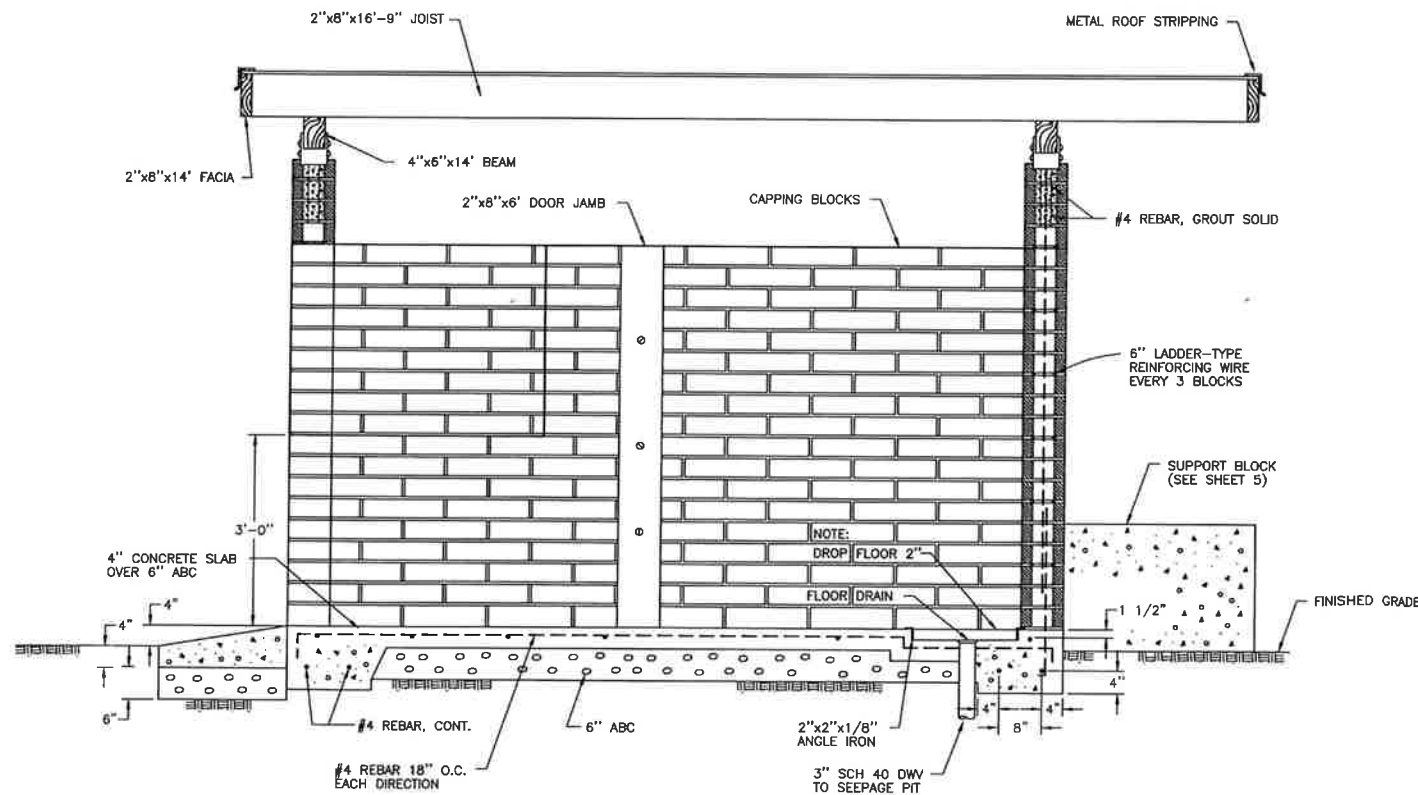 2"x8"x16'-9" JOIST
METAL ROOF STRIPPING
4"x6"x14' BEAM
2"x8"x14' FACIA
2"x8"x6' DOOR JAMB
CAPPING BLOCKS
#4 REBAR, GROUT SOLID
6" LADDER-TYPE
REINFORCING WIRE
EVERY 3 BLOCKS
SUPPORT BLOCK
(SEE SHEET 5)
3'-0"
4" CONCRETE SLAB
OVER 6" ABC
NOTE:
DROP FLOOR 2"
FLOOR DRAIN
1 1/2"
FINISHED GRADE
4"
4"
6"
4"
4"
8"
4"
#4 REBAR, CONT.
6" ABC
2"x2"x1/8"
ANGLE IRON
#4 REBAR 18" O.C.
EACH DIRECTION
3" SCH 40 DWV
TO SEEPAGE PIT